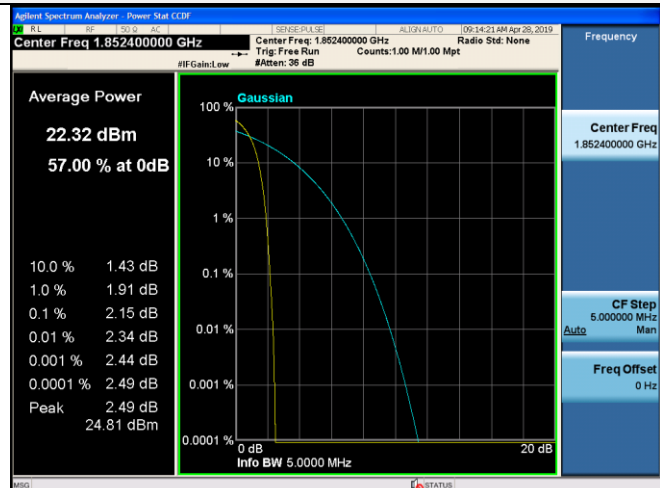 Agilent Spectrum Analyzer - Power Stat CCDF
RL RF 50 Ω AC SENSE:PULSE ALIGN AUTO 09:14:21 AM Apr 28, 2019
Center Freq 1.852400000 GHz
Center Freq: 1.852400000 GHz Radio Std: None
Trig: Free Run Counts:1.00 M/1.00 Mpt
#IFGain:Low #Atten: 36 dB
Frequency
Center Freq
1.852400000 GHz
CF Step
5.000000 MHz
Auto Man
Freq Offset
0 Hz
Average Power
22.32 dBm
57.00 % at 0dB
10.0 % 1.43 dB
1.0 % 1.91 dB
0.1 % 2.15 dB
0.01 % 2.34 dB
0.001 % 2.44 dB
0.0001 % 2.49 dB
Peak 2.49 dB
24.81 dBm
Gaussian
100 %
10 %
1 %
0.1 %
0.01 %
0.001 %
0.0001 %
0 dB 20 dB
Info BW 5.0000 MHz
MSG STATUS